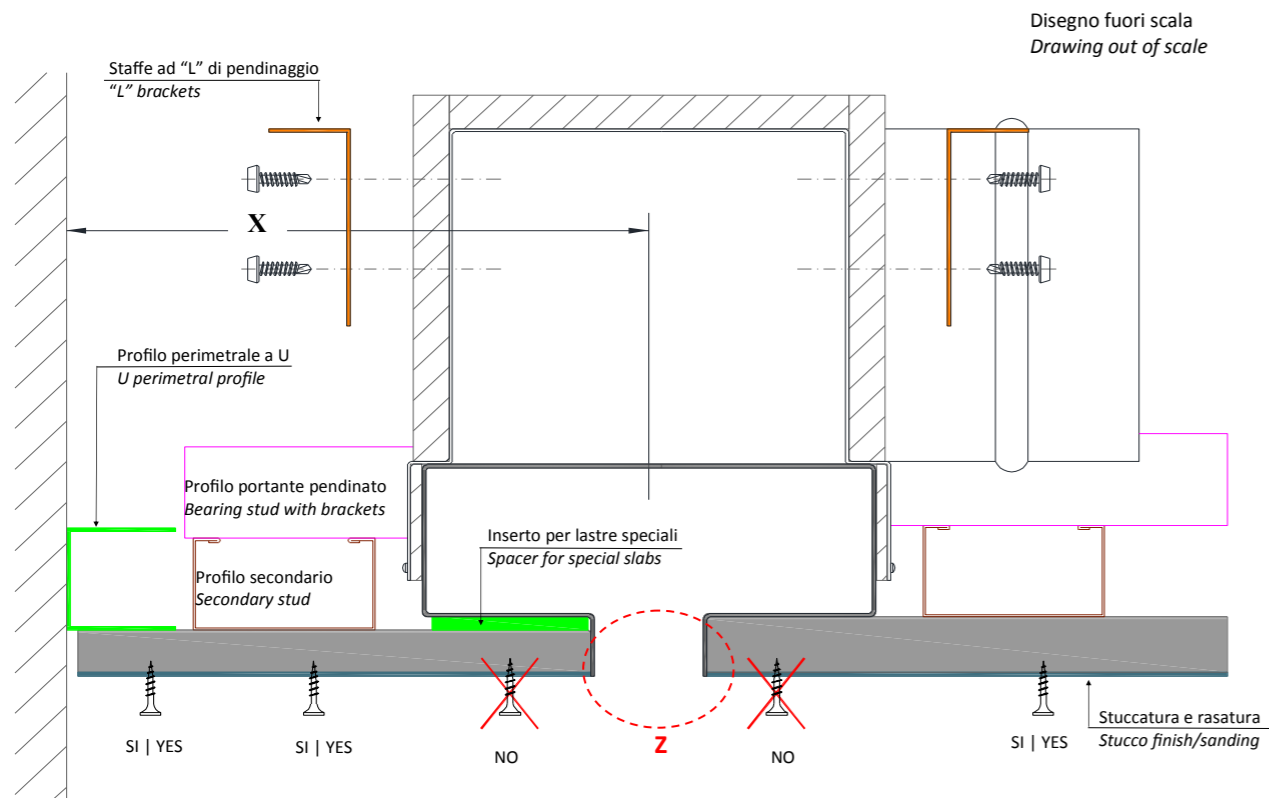 Disegno fuori scala
Drawing out of scale
Staffe ad “L” di pendinaggio
“L” brackets
X
Profilo perimetrale a U
U perimetral profile
Profilo portante pendinato
Bearing stud with brackets
Inserto per lastre speciali
Spacer for special slabs
Profilo secondario
Secondary stud
Stuccatura e rasatura
Stucco finish/sanding
SI | YES
SI | YES
NO
Z
NO
SI | YES